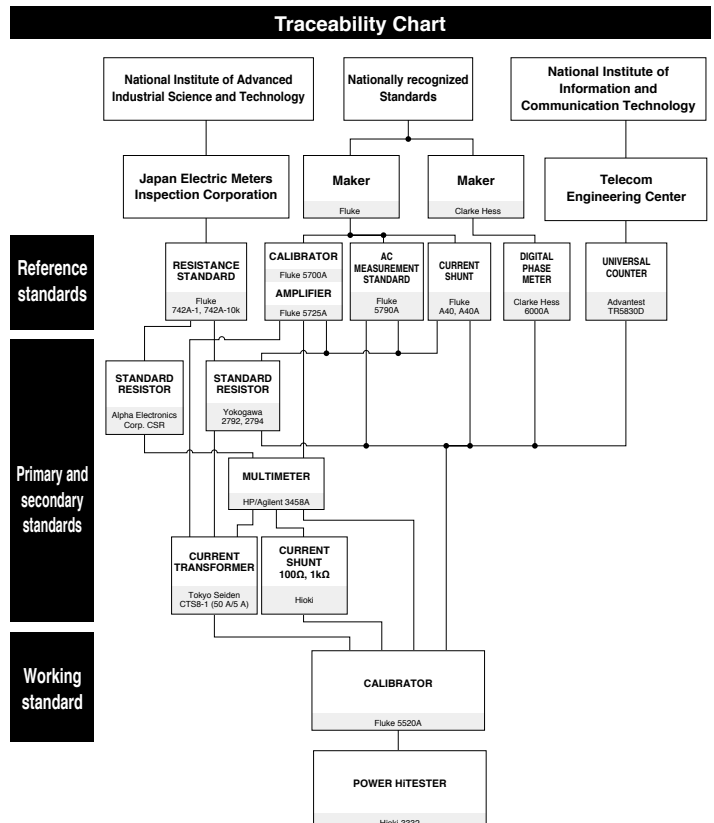 Traceability Chart
National Institute of Advanced
Industrial Science and Technology
Nationally recognized
Standards
National Institute of
Information and
Communication Technology
Japan Electric Meters
Inspection Corporation
Maker
Fluke
Maker
Clarke Hess
Telecom
Engineering Center
Reference
standards
RESISTANCE
STANDARD
Fluke
742A-1, 742A-10k
CALIBRATOR
Fluke 5700A
AMPLIFIER
Fluke 5725A
AC
MEASUREMENT
STANDARD
Fluke
5790A
CURRENT
SHUNT
Fluke
A40, A40A
DIGITAL
PHASE
METER
Clarke Hess
6000A
UNIVERSAL
COUNTER
Advantest
TR5830D
Primary and
secondary
standards
STANDARD
RESISTOR
Alpha Electronics
Corp. CSR
STANDARD
RESISTOR
Yokogawa
2792, 2794
MULTIMETER
HP/Agilent 3458A
CURRENT
TRANSFORMER
Tokyo Seiden
CTS8-1 (50 A/5 A)
CURRENT
SHUNT
100Ω, 1kΩ
Hioki
Working
standard
CALIBRATOR
Fluke 5520A
POWER HiTESTER
Hioki 3332